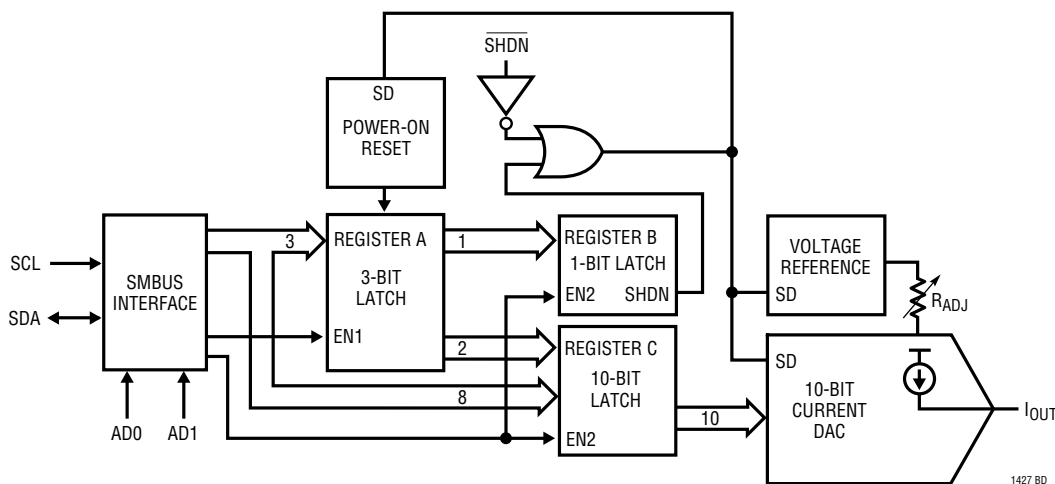 SHDN
SD
POWER-ON
RESET
REGISTER A
3-BIT
LATCH
EN1
3
1
REGISTER B
1-BIT LATCH
EN2
SHDN
VOLTAGE
REFERENCE
SD
RADJ
SCL
SDA
SMBUS
INTERFACE
AD0
AD1
2
8
REGISTER C
10-BIT
LATCH
EN2
10
SD
10-BIT
CURRENT
DAC
IOUT
1427 BD